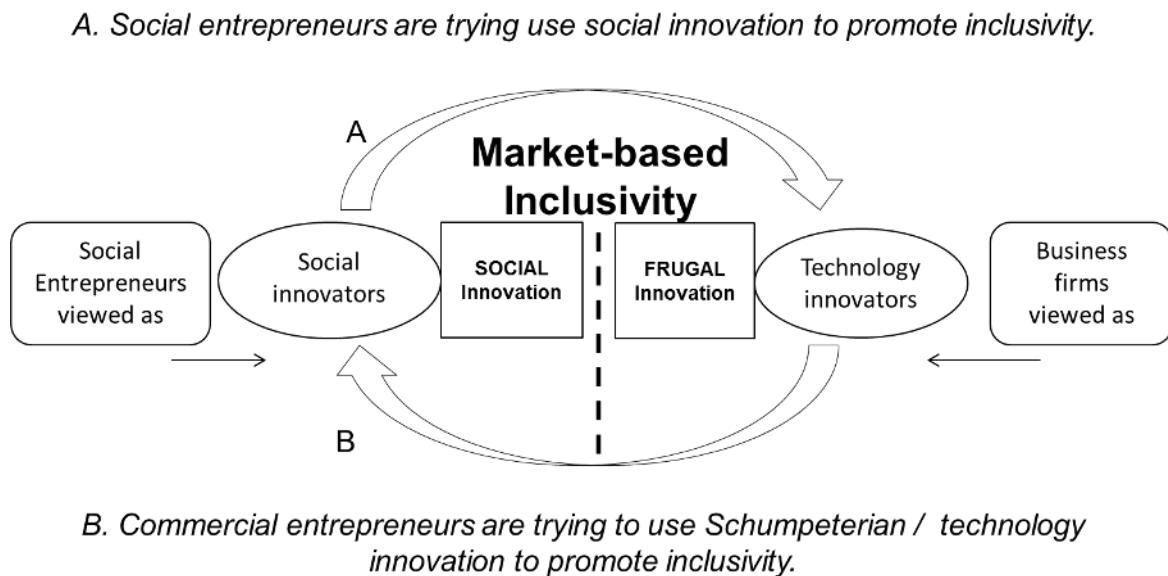 A. Social entrepreneurs are trying use social innovation to promote inclusivity.
A
Market-based
Inclusivity
Social
Entrepreneurs
viewed as
Social
innovators
SOCIAL
Innovation
FRUGAL
Innovation
Technology
innovators
Business
firms
viewed as
B
B. Commercial entrepreneurs are trying to use Schumpeterian / technology
innovation to promote inclusivity.